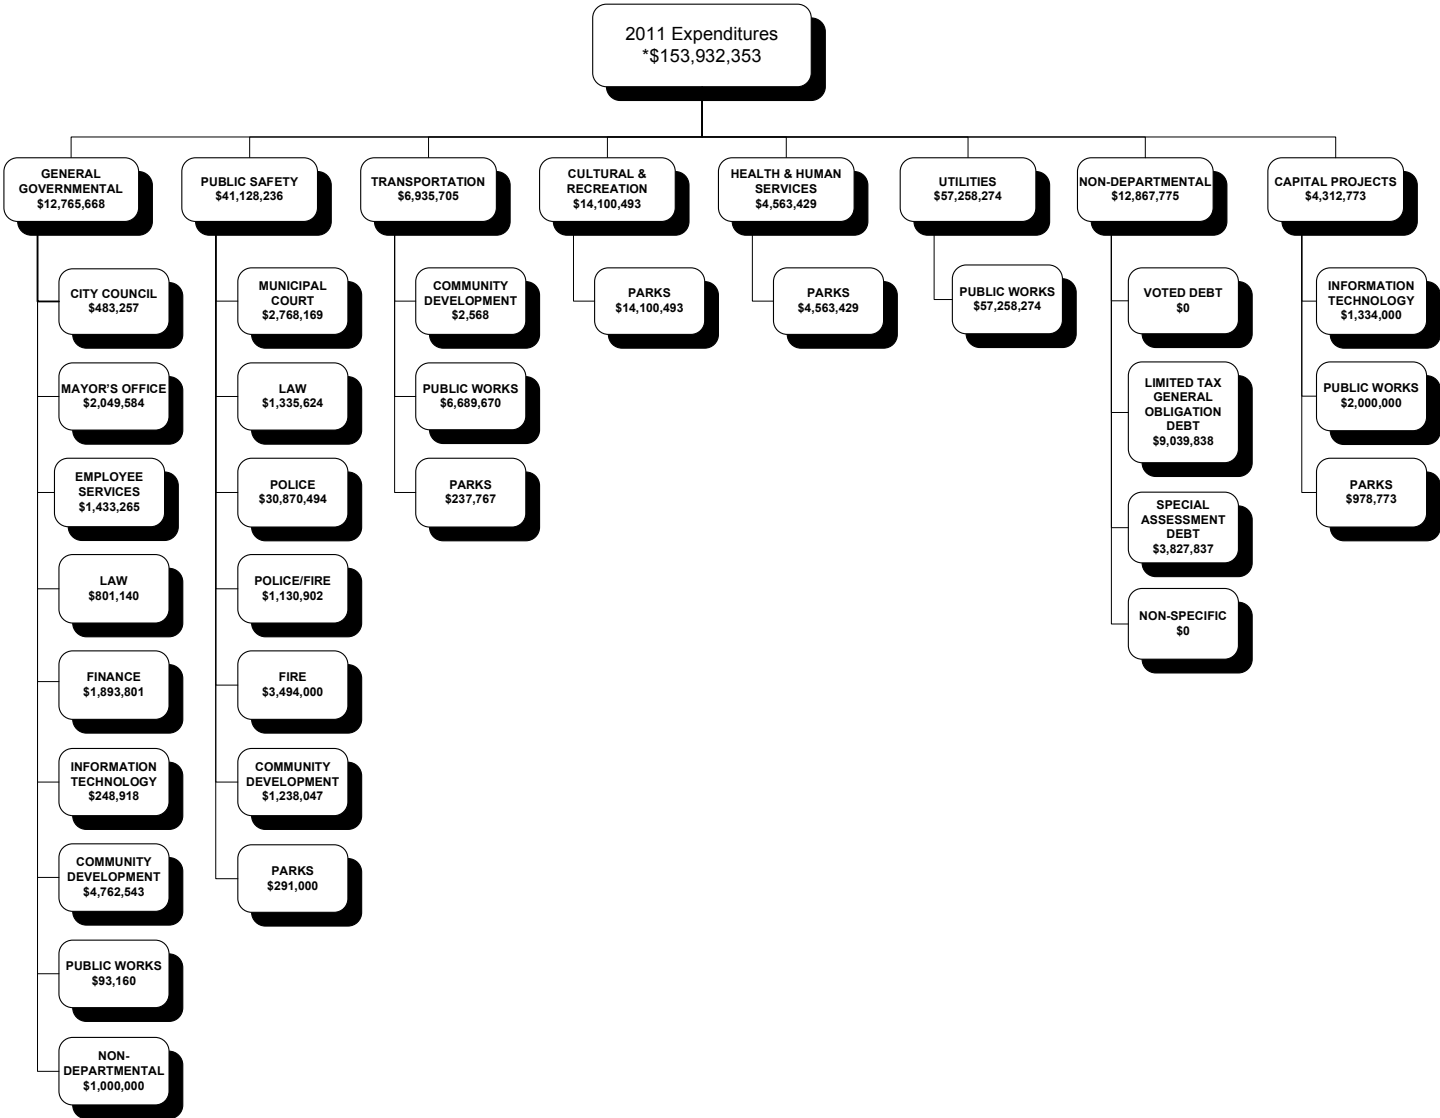 2011 Expenditures
*$153,932,353
GENERAL
GOVERNMENTAL
$12,765,668
PUBLIC SAFETY
$41,128,236
TRANSPORTATION
$6,935,705
CULTURAL &
RECREATION
$14,100,493
HEALTH & HUMAN
SERVICES
$4,563,429
UTILITIES
$57,258,274
NON-DEPARTMENTAL
$12,867,775
CAPITAL PROJECTS
$4,312,773
CITY COUNCIL
$483,257
MAYOR'S OFFICE
$2,049,584
EMPLOYEE
SERVICES
$1,433,265
LAW
$801,140
FINANCE
$1,893,801
INFORMATION
TECHNOLOGY
$248,918
COMMUNITY
DEVELOPMENT
$4,762,543
PUBLIC WORKS
$93,160
NON-
DEPARTMENTAL
$1,000,000
MUNICIPAL
COURT
$2,768,169
LAW
$1,335,624
POLICE
$30,870,494
POLICE/FIRE
$1,130,902
FIRE
$3,494,000
COMMUNITY
DEVELOPMENT
$1,238,047
PARKS
$291,000
COMMUNITY
DEVELOPMENT
$2,568
PUBLIC WORKS
$6,689,670
PARKS
$237,767
PARKS
$14,100,493
PARKS
$4,563,429
PUBLIC WORKS
$57,258,274
VOTED DEBT
$0
LIMITED TAX
GENERAL
OBLIGATION
DEBT
$9,039,838
SPECIAL
ASSESSMENT
DEBT
$3,827,837
NON-SPECIFIC
$0
INFORMATION
TECHNOLOGY
$1,334,000
PUBLIC WORKS
$2,000,000
PARKS
$978,773